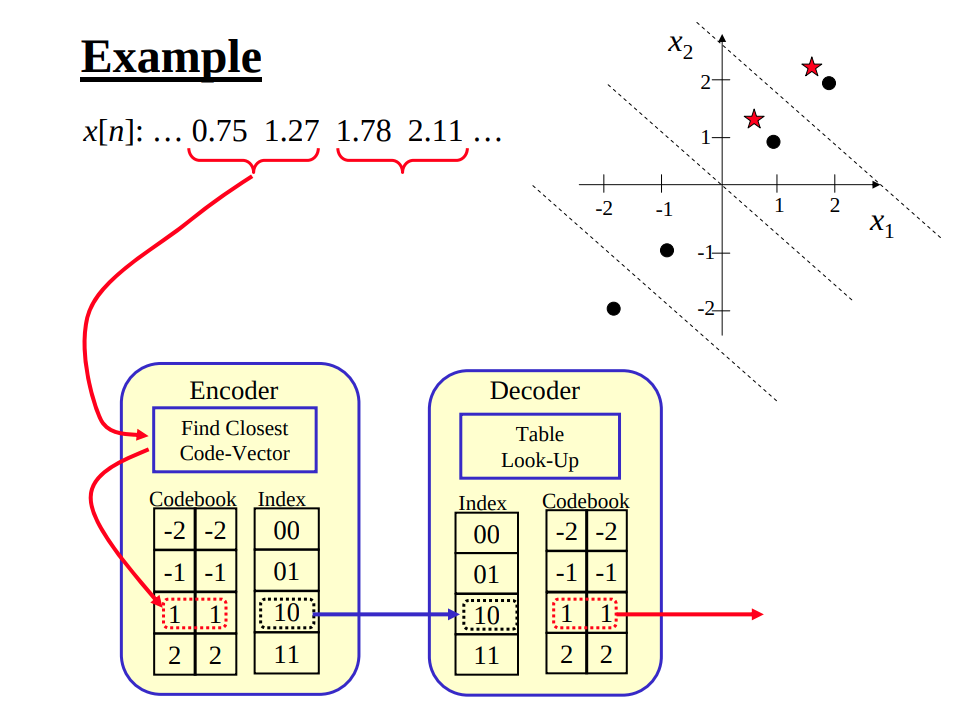 Example
x[n]: … 0.75 1.27 1.78 2.11 …
x2
2
1
-2 -1 1 2
x1
-1
-2
Encoder
Find Closest
Code-Vector
Codebook Index
-2 -2 00
-1 -1 01
1 1 10
2 2 11
Decoder
Table
Look-Up
Index Codebook
00 -2 -2
01 -1 -1
10 1 1
11 2 2